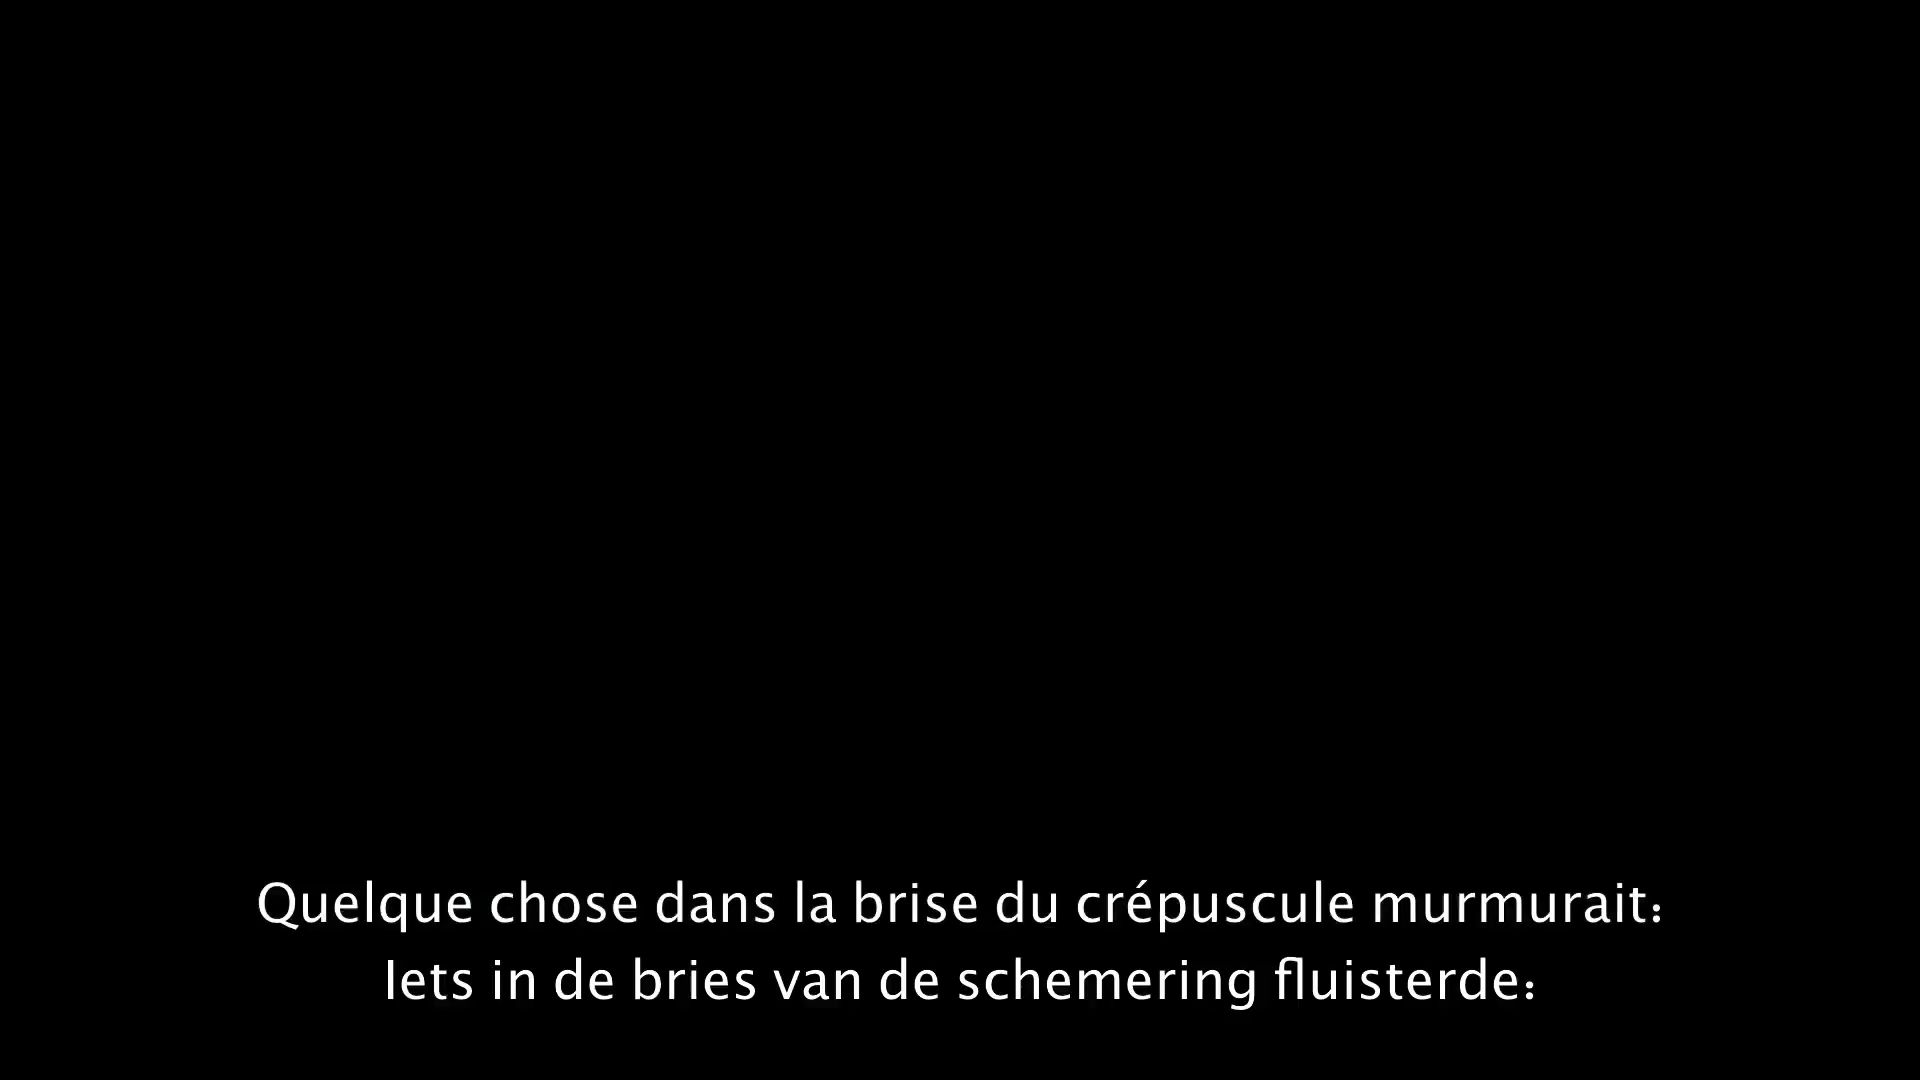 Quelque chose dans la brise du crépuscule murmurait:
Iets in de bries van de schemering fluisterde: